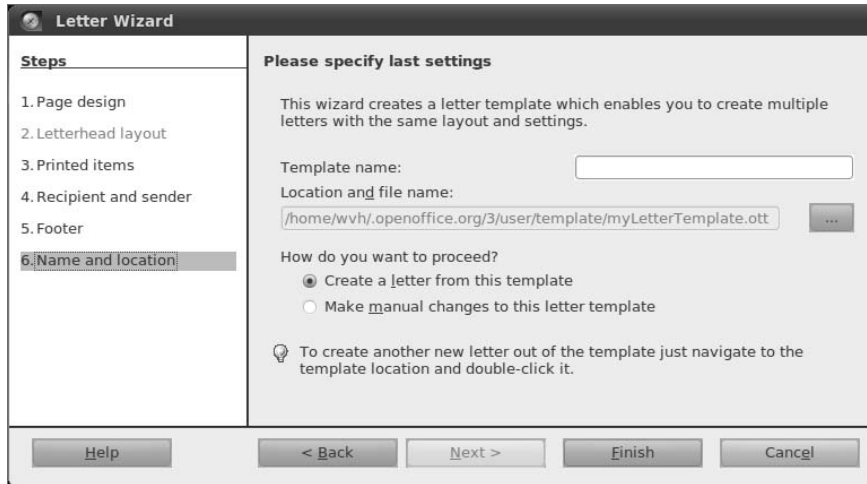 Letter Wizard
Steps
1. Page design
2. Letterhead layout
3. Printed items
4. Recipient and sender
5. Footer
6. Name and location
Please specify last settings
This wizard creates a letter template which enables you to create multiple
letters with the same layout and settings.
Template name:
Location and file name:
/home/wvh/.openoffice.org/3/user/template/myLetterTemplate.ott
...
How do you want to proceed?
Create a letter from this template
Make manual changes to this letter template
To create another new letter out of the template just navigate to the
template location and double-click it.
Help
< Back
Next >
Finish
Cancel